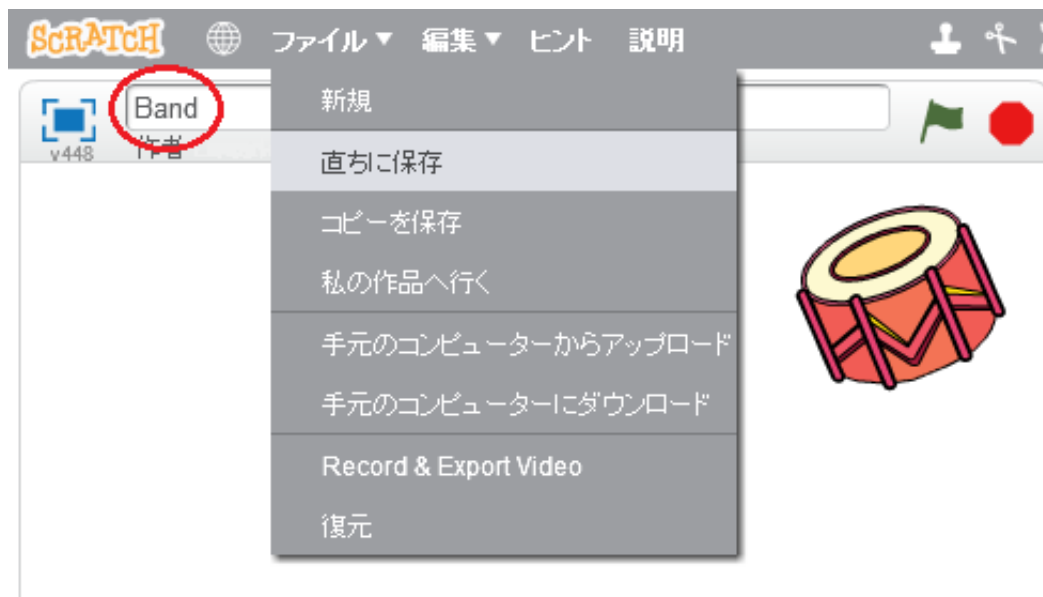 SCRATCH ファイル▼ 編集▼ ヒント 説明
Band
v448 作者
新規
直ちに保存
コピーを保存
私の作品へ行く
手元のコンピューターからアップロード
手元のコンピューターにダウンロード
Record & Export Video
復元